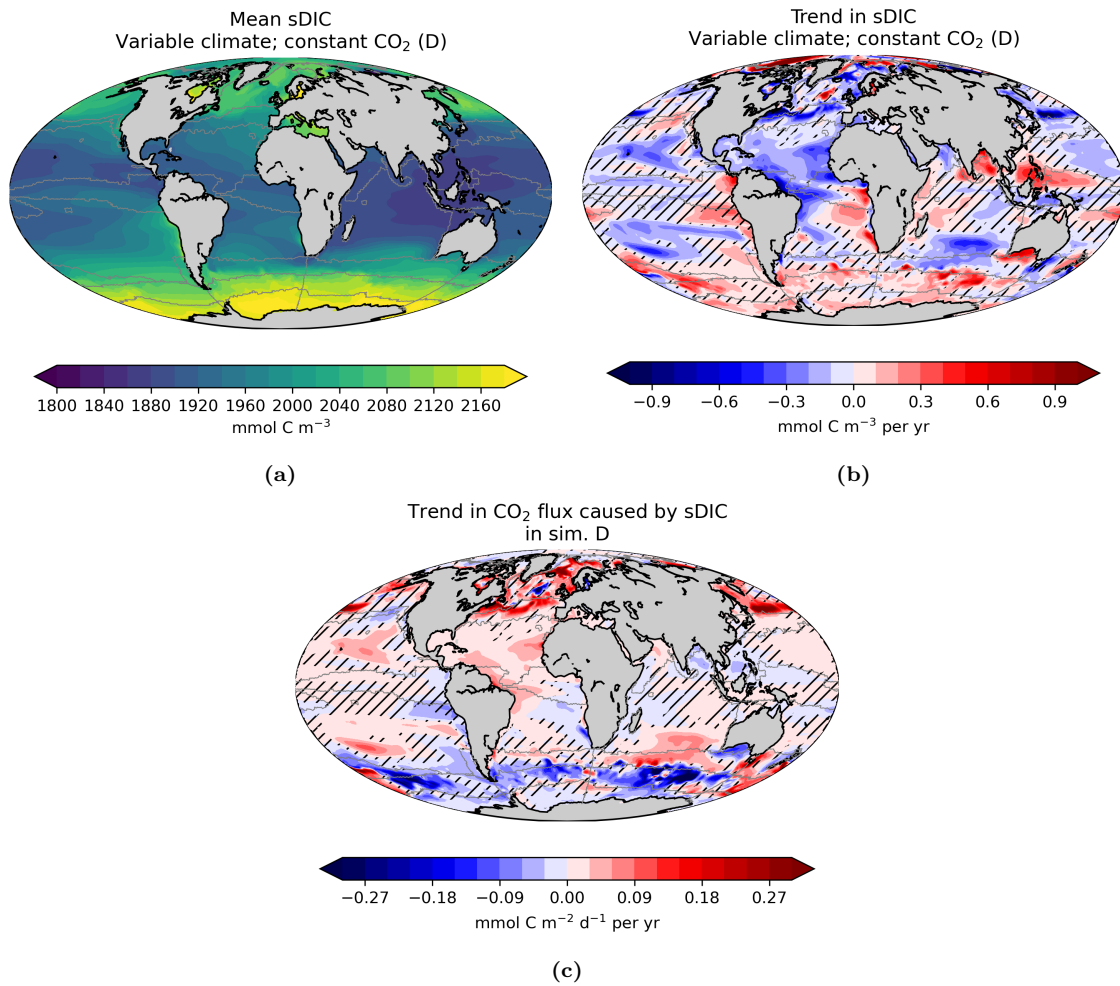 Mean sDIC
Variable climate; constant CO₂ (D)
1800 1840 1880 1920 1960 2000 2040 2080 2120 2160
mmol C m⁻³
(a)
Trend in sDIC
Variable climate; constant CO₂ (D)
−0.9 −0.6 −0.3 0.0 0.3 0.6 0.9
mmol C m⁻³ per yr
(b)
Trend in CO₂ flux caused by sDIC
in sim. D
−0.27 −0.18 −0.09 0.00 0.09 0.18 0.27
mmol C m⁻² d⁻¹ per yr
(c)